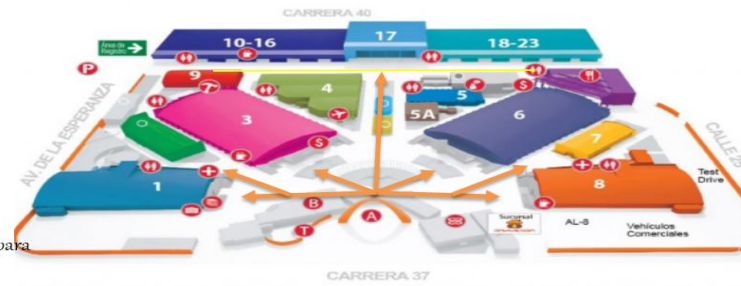 CARRERA 40
Área de Registro
10-16
17
18-23
P
9
4
5
5A
3
6
7
S
S
AV. DE LA ESPERANZA
CALLE 25
1
8
Test
Drive
B
A
T
Sucursal
AL-8
Vehículos
Comerciales
para
CARRERA 37